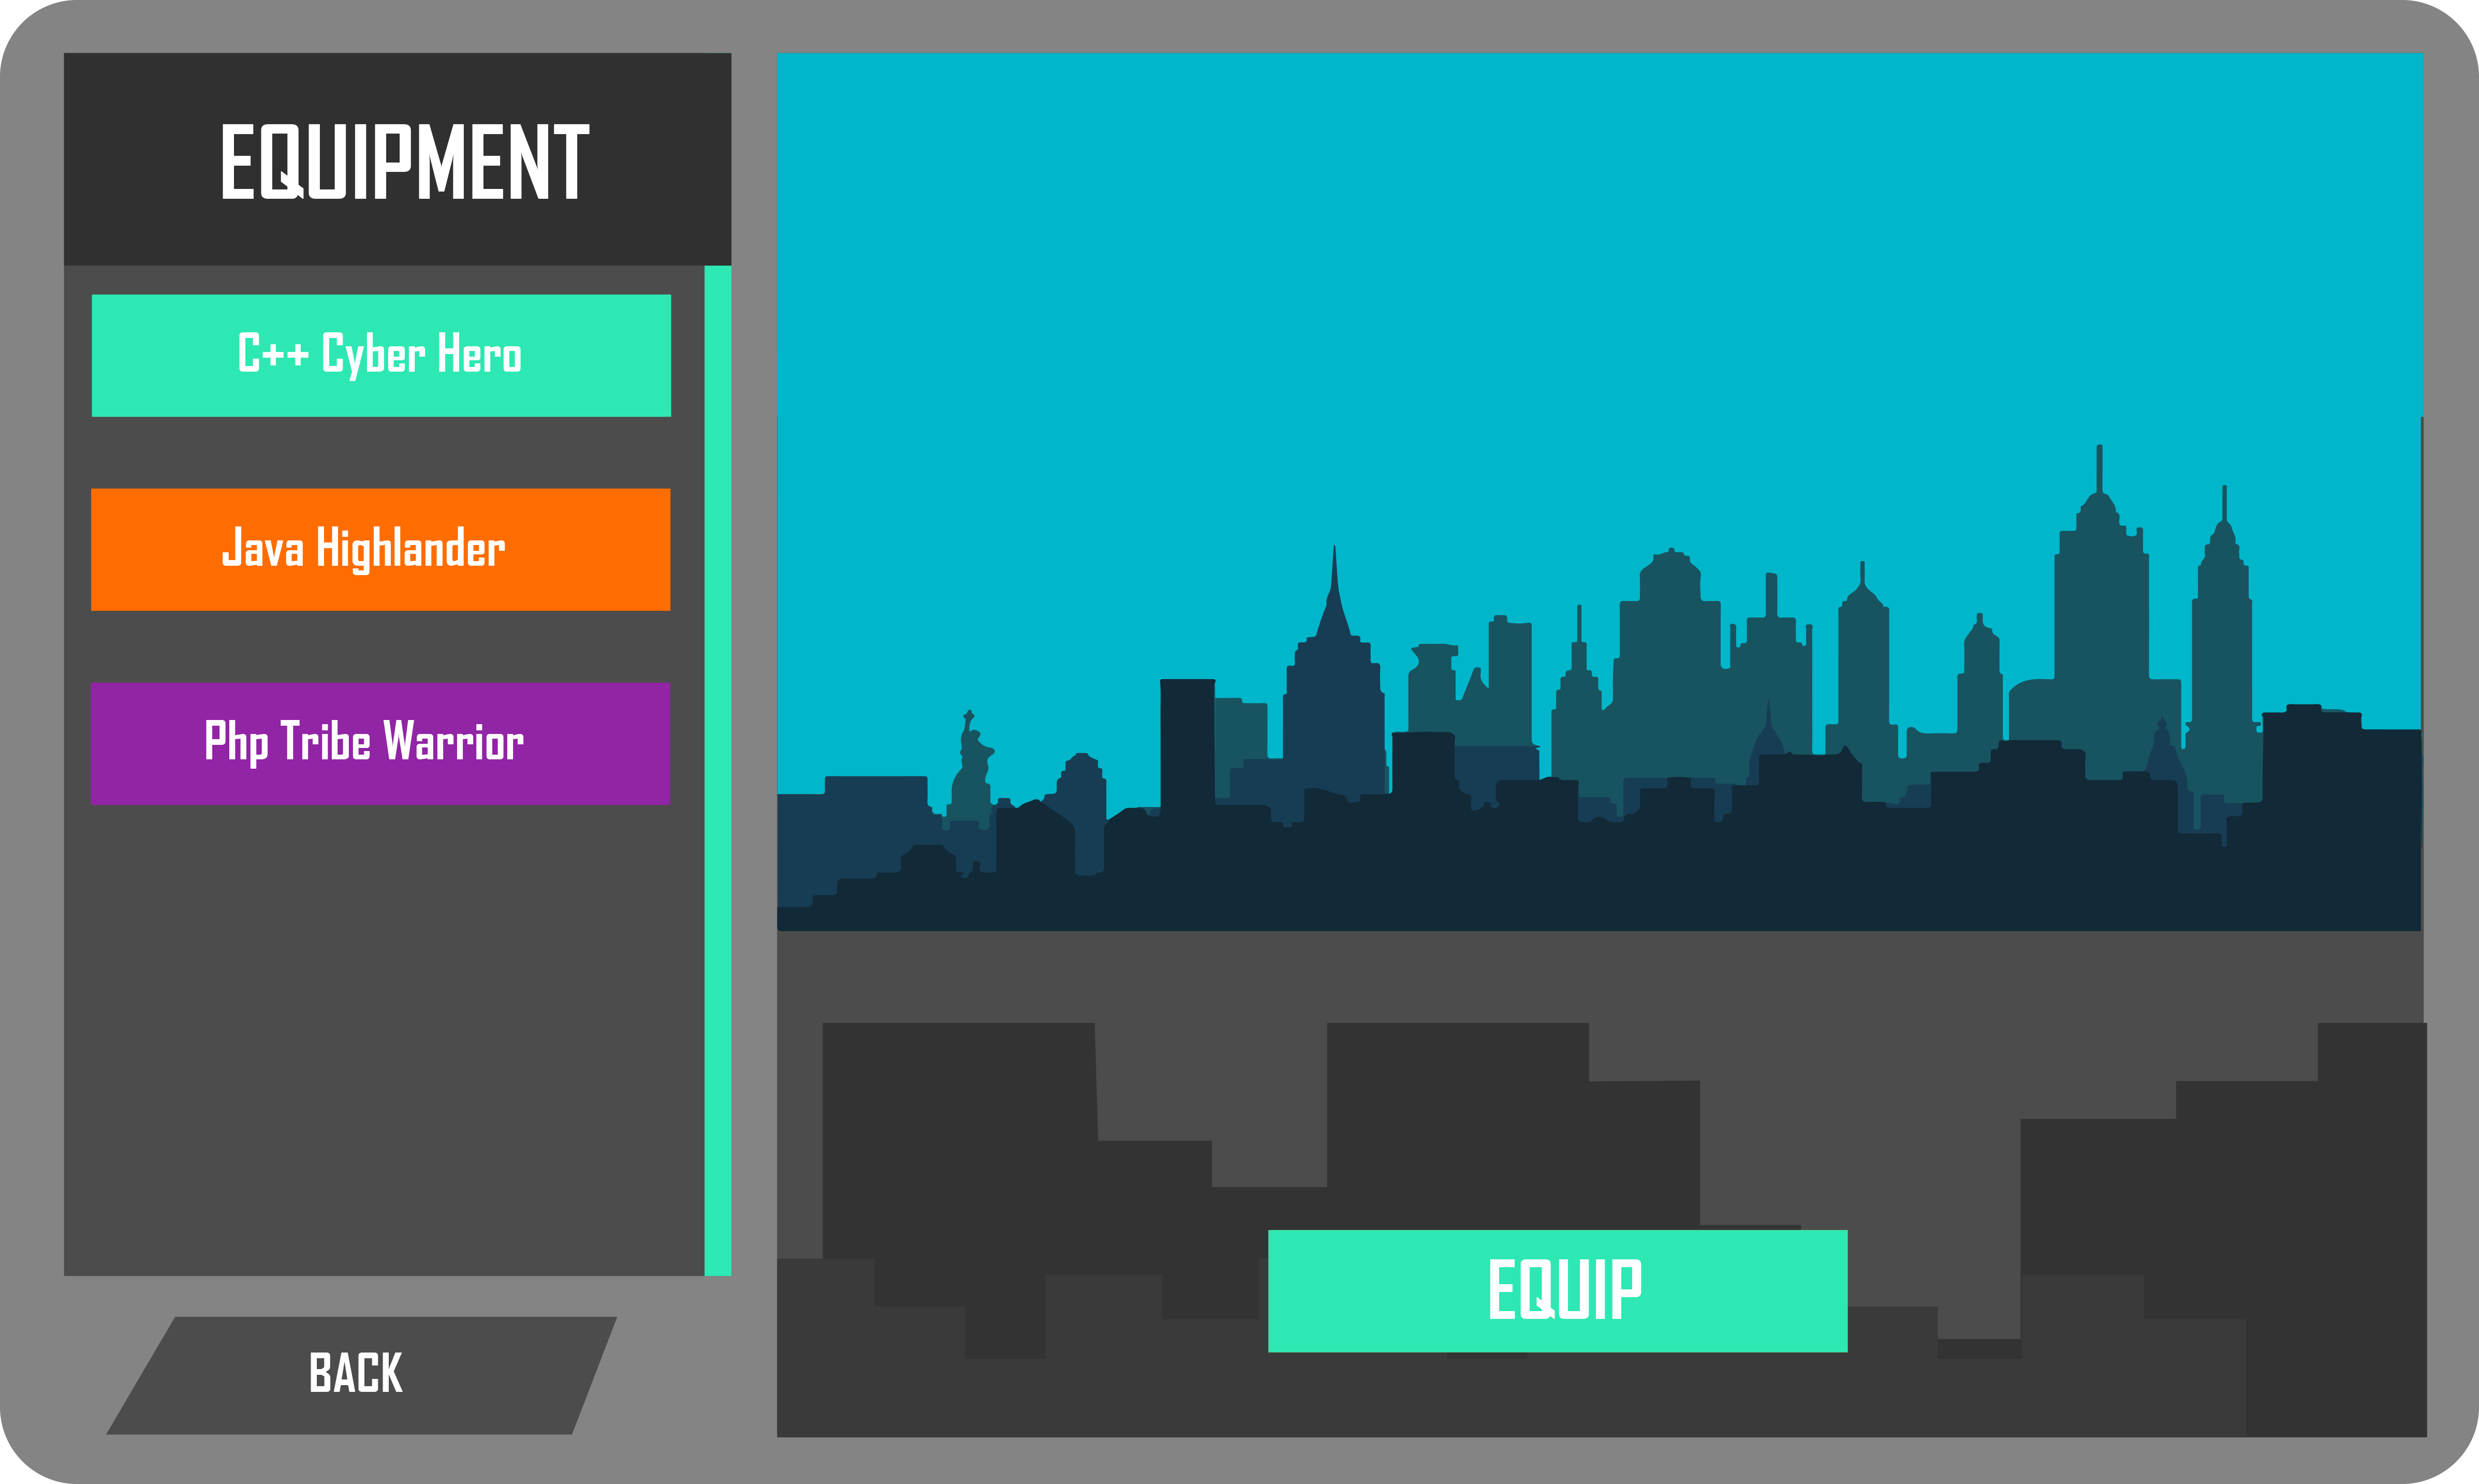 EQUIPMENT
C++ Cyber Hero
Java Highlander
Php Tribe Warrior
EQUIP
BACK